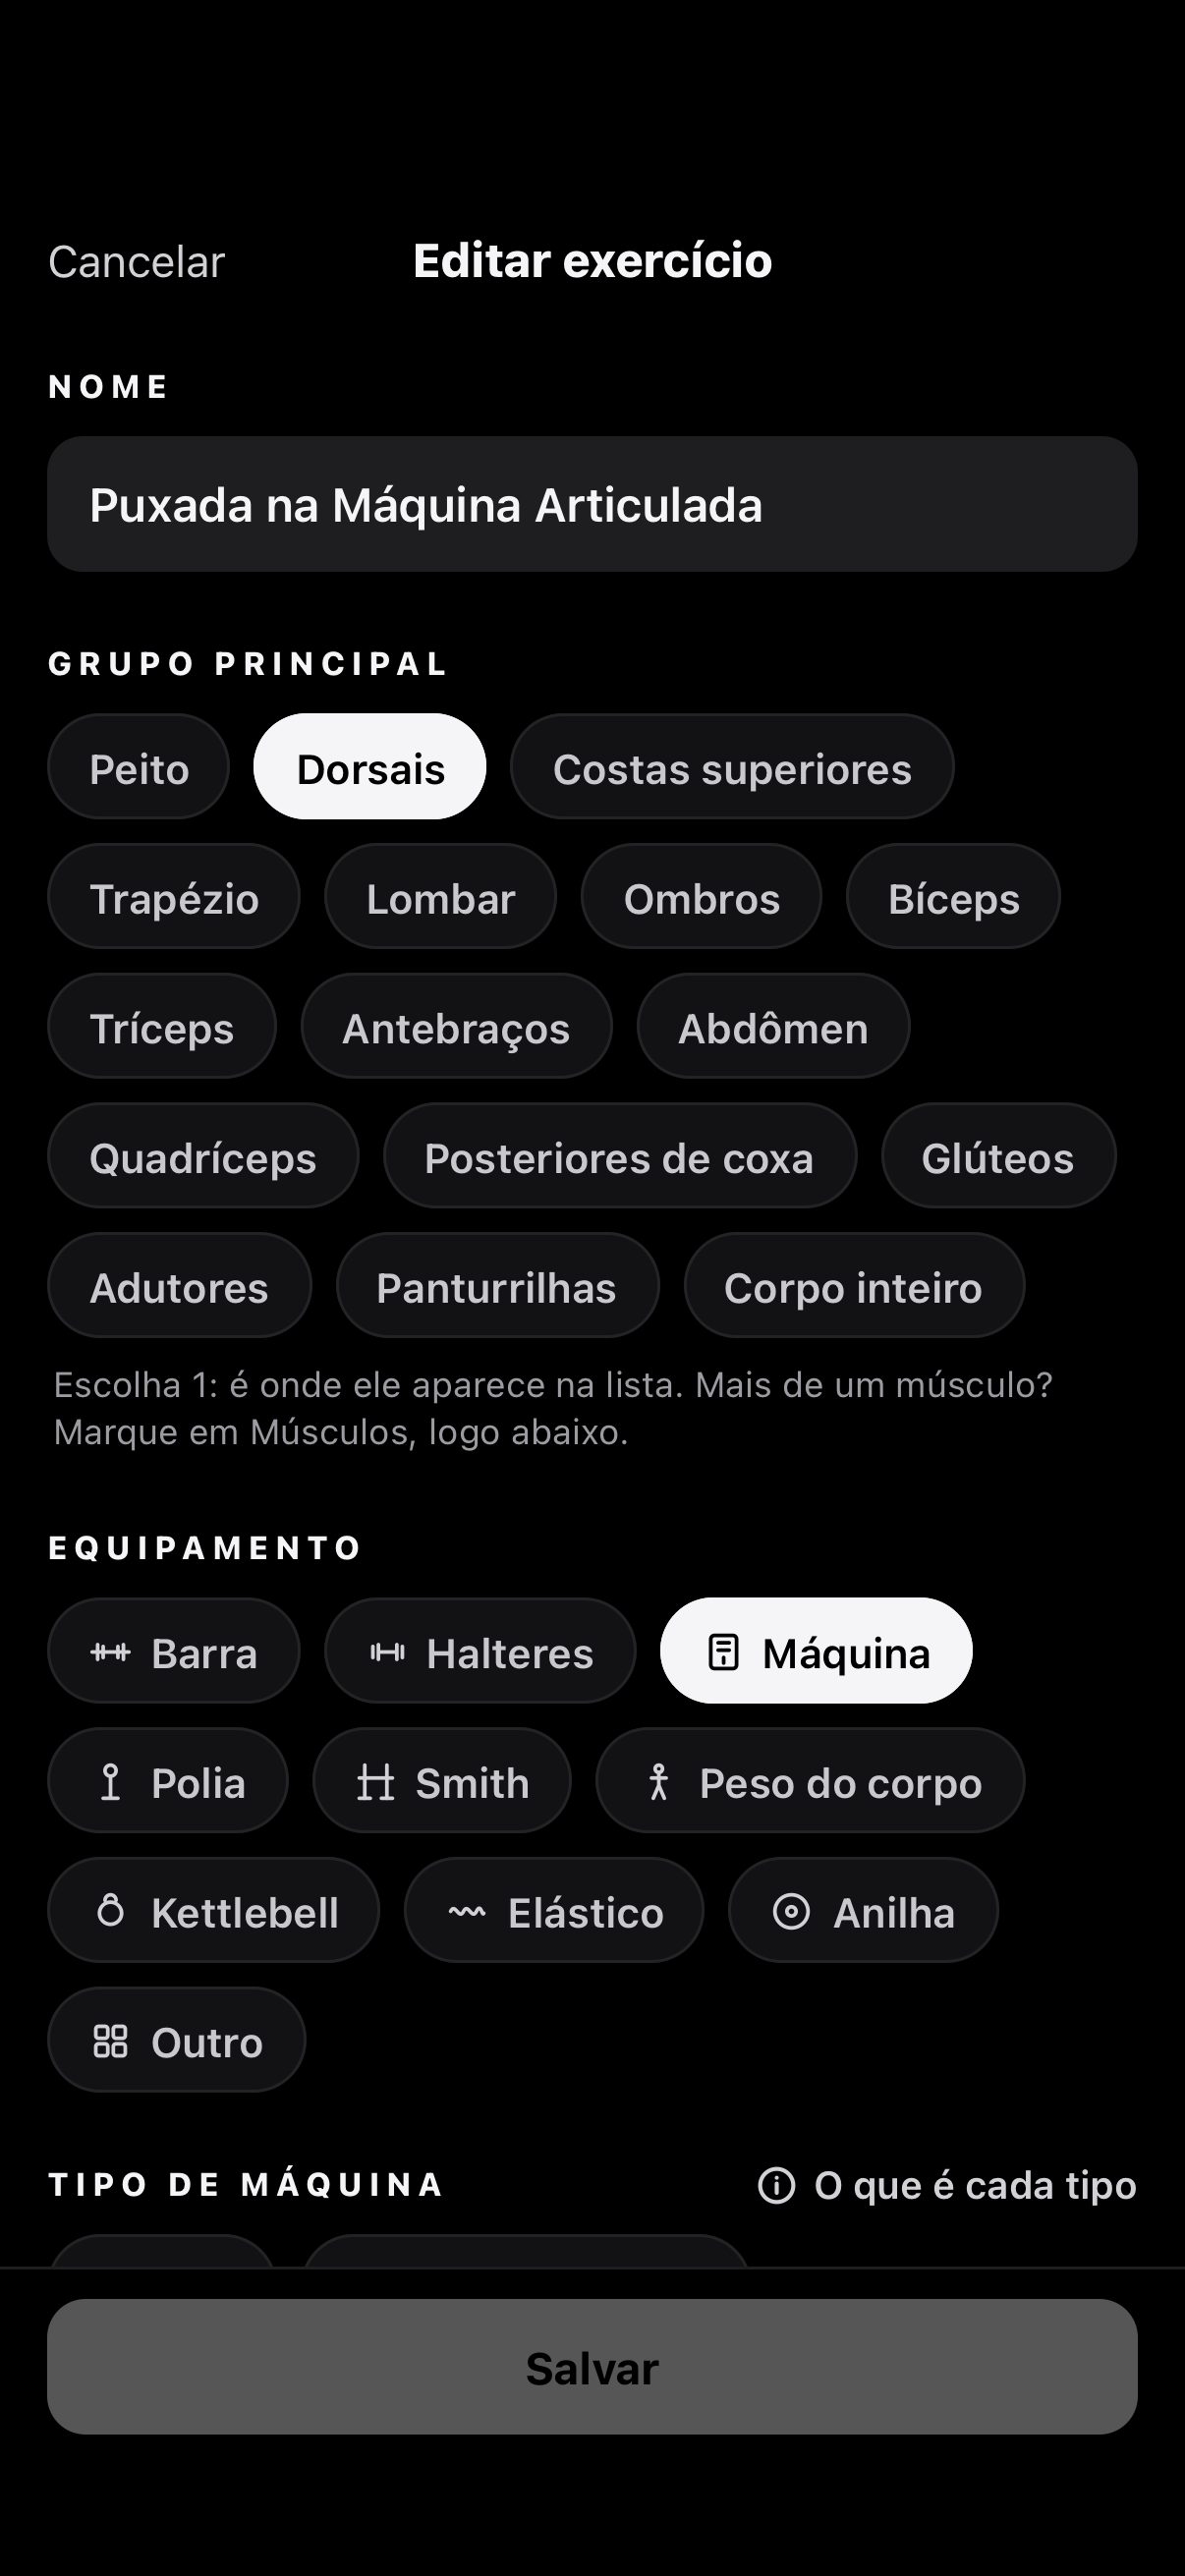 Cancelar
Editar exercício
NOME
Puxada na Máquina Articulada
GRUPO PRINCIPAL
Peito
Dorsais
Costas superiores
Trapézio
Lombar
Ombros
Bíceps
Tríceps
Antebraços
Abdômen
Quadríceps
Posteriores de coxa
Glúteos
Adutores
Panturrilhas
Corpo inteiro
Escolha 1: é onde ele aparece na lista. Mais de um músculo?
Marque em Músculos, logo abaixo.
EQUIPAMENTO
Barra
Halteres
Máquina
Polia
Smith
Peso do corpo
Kettlebell
Elástico
Anilha
Outro
TIPO DE MÁQUINA
O que é cada tipo
Salvar